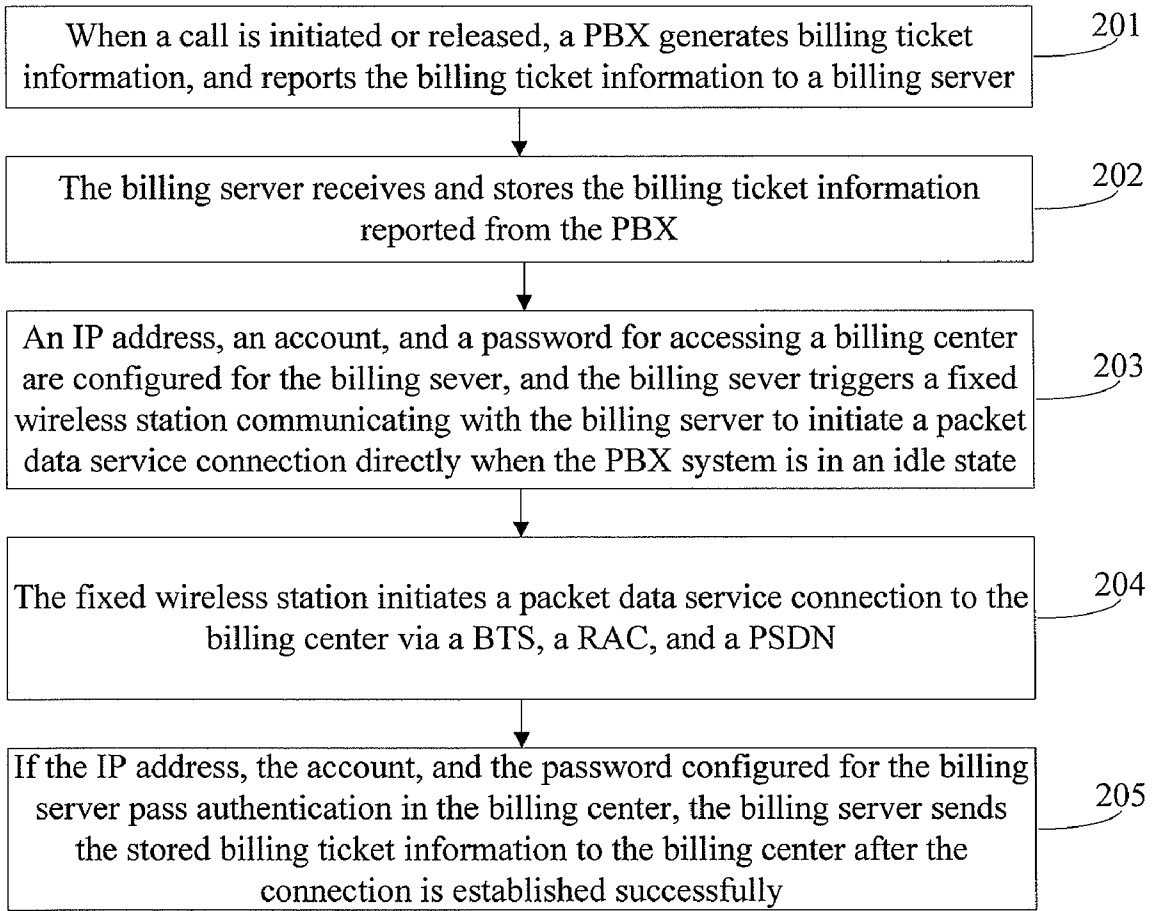 When a call is initiated or released, a PBX generates billing ticket
information, and reports the billing ticket information to a billing server
201
The billing server receives and stores the billing ticket information
reported from the PBX
202
An IP address, an account, and a password for accessing a billing center
are configured for the billing sever, and the billing sever triggers a fixed
wireless station communicating with the billing server to initiate a packet
data service connection directly when the PBX system is in an idle state
203
The fixed wireless station initiates a packet data service connection to the
billing center via a BTS, a RAC, and a PSDN
204
If the IP address, the account, and the password configured for the billing
server pass authentication in the billing center, the billing server sends
the stored billing ticket information to the billing center after the
connection is established successfully
205